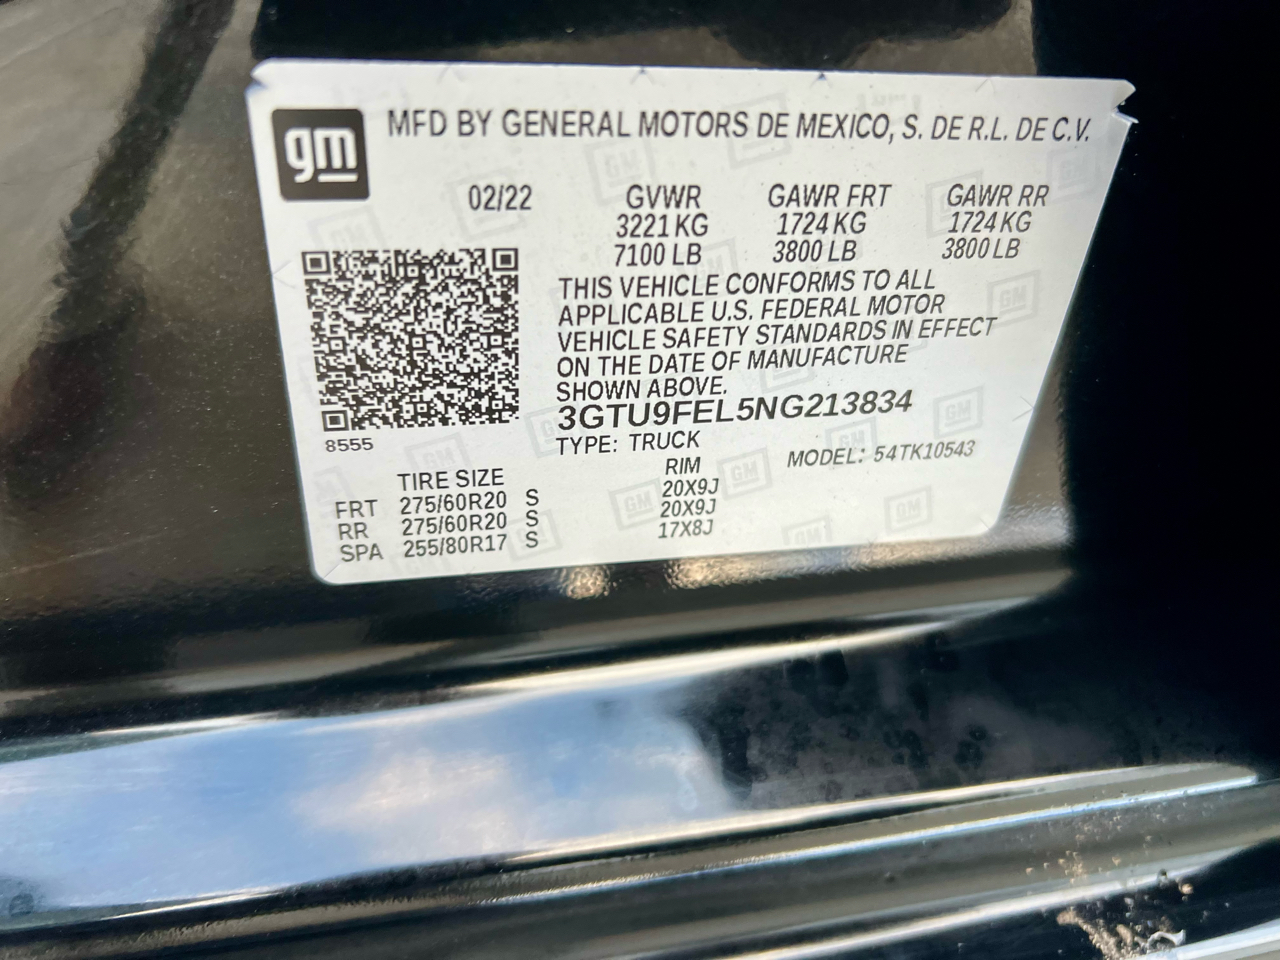 gm MFD BY GENERAL MOTORS DE MEXICO, S. DE R.L. DE C.V.
02/22 GVWR GAWR FRT GAWR RR
3221 KG 1724 KG 1724 KG
7100 LB 3800 LB 3800 LB
THIS VEHICLE CONFORMS TO ALL
APPLICABLE U.S. FEDERAL MOTOR
VEHICLE SAFETY STANDARDS IN EFFECT
ON THE DATE OF MANUFACTURE
SHOWN ABOVE.
3GTU9FEL5NG213834
8555 TYPE: TRUCK MODEL: 54TK10543
TIRE SIZE RIM
FRT 275/60R20 S 20X9J
RR 275/60R20 S 20X9J
SPA 255/80R17 S 17X8J